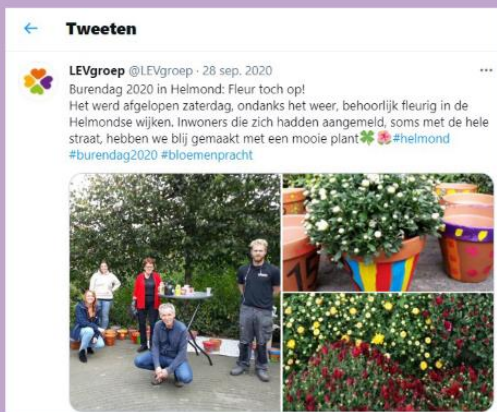 ← Tweeten
LEVgroep @LEVgroep · 28 sep. 2020 ...
Burendag 2020 in Helmond: Fleur toch op!
Het werd afgelopen zaterdag, ondanks het weer, behoorlijk fleurig in de
Helmondse wijken. Inwoners die zich hadden aangemeld, soms met de hele
straat, hebben we blij gemaakt met een mooie plant🍀🌺#helmond
#burendag2020 #bloemenpracht